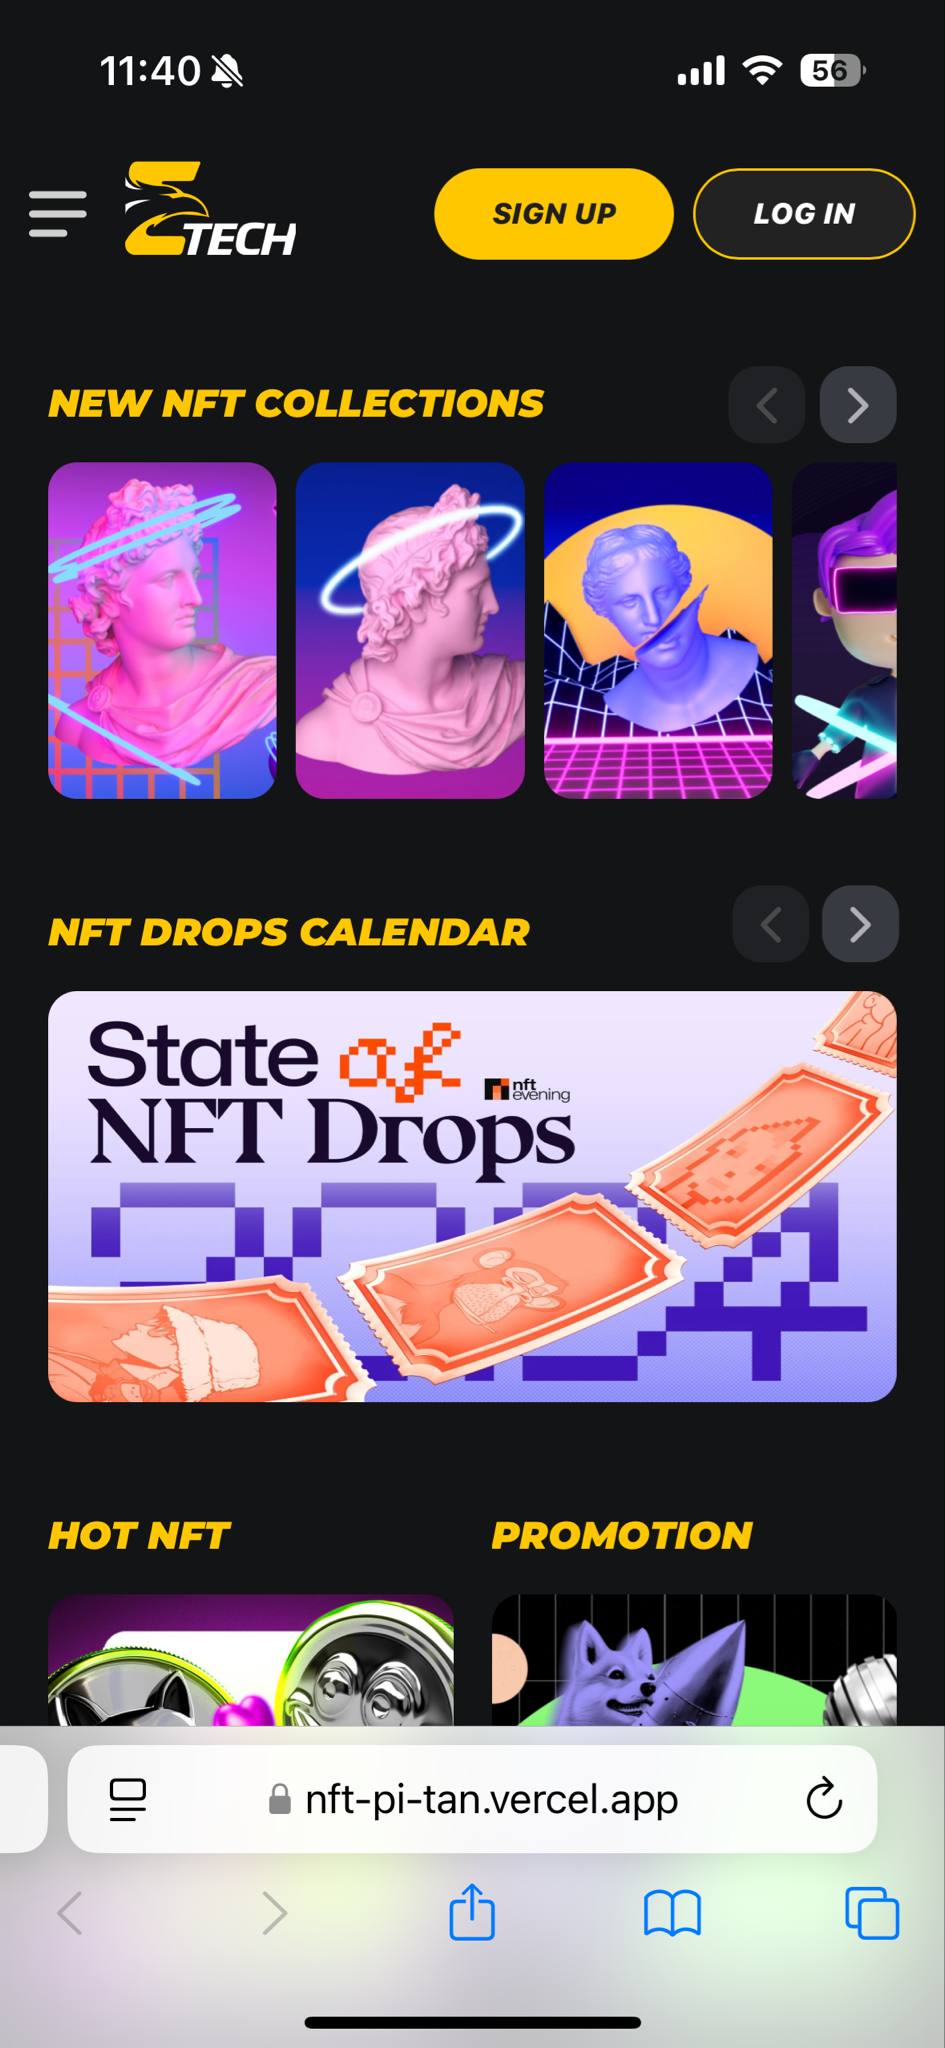 11:40
56
TECH
SIGN UP
LOG IN
NEW NFT COLLECTIONS
NFT DROPS CALENDAR
State of
nft
evening
NFT Drops
2024
HOT NFT
PROMOTION
nft-pi-tan.vercel.app